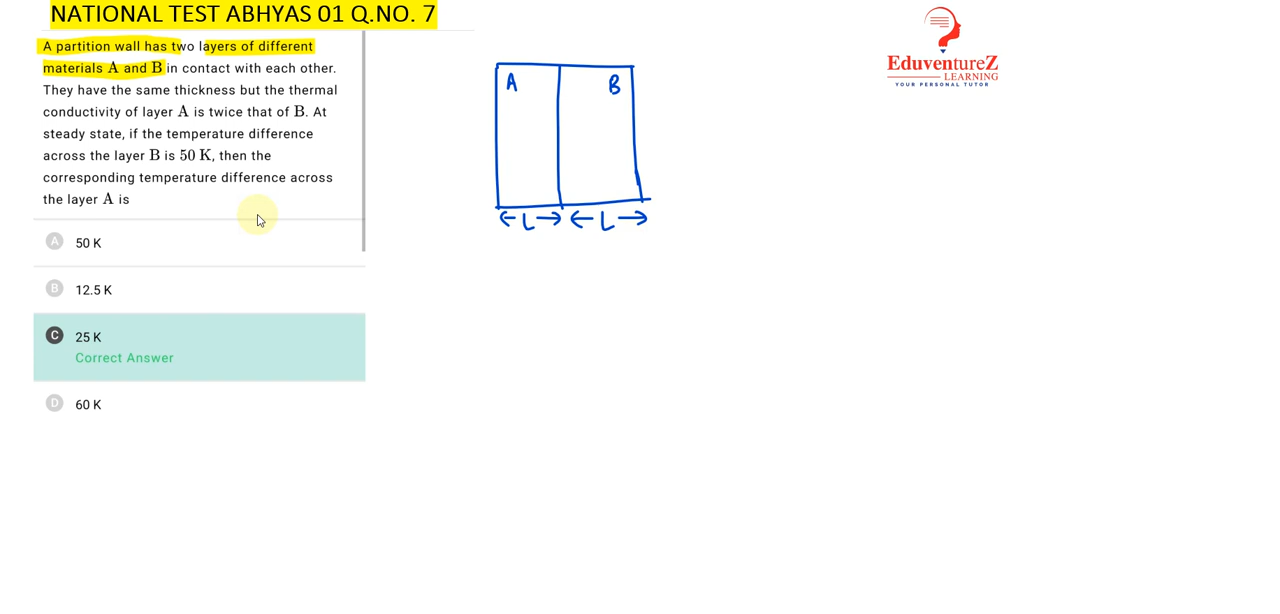 NATIONAL TEST ABHYAS 01 Q.NO. 7
A partition wall has two layers of different
materials A and B in contact with each other.
They have the same thickness but the thermal
conductivity of layer A is twice that of B. At
steady state, if the temperature difference
across the layer B is 50 K, then the
corresponding temperature difference across
the layer A is
A 50 K
B 12.5 K
C 25 K
Correct Answer
D 60 K
A B
L L
EduventureZ
LEARNING
YOUR PERSONAL TUTOR